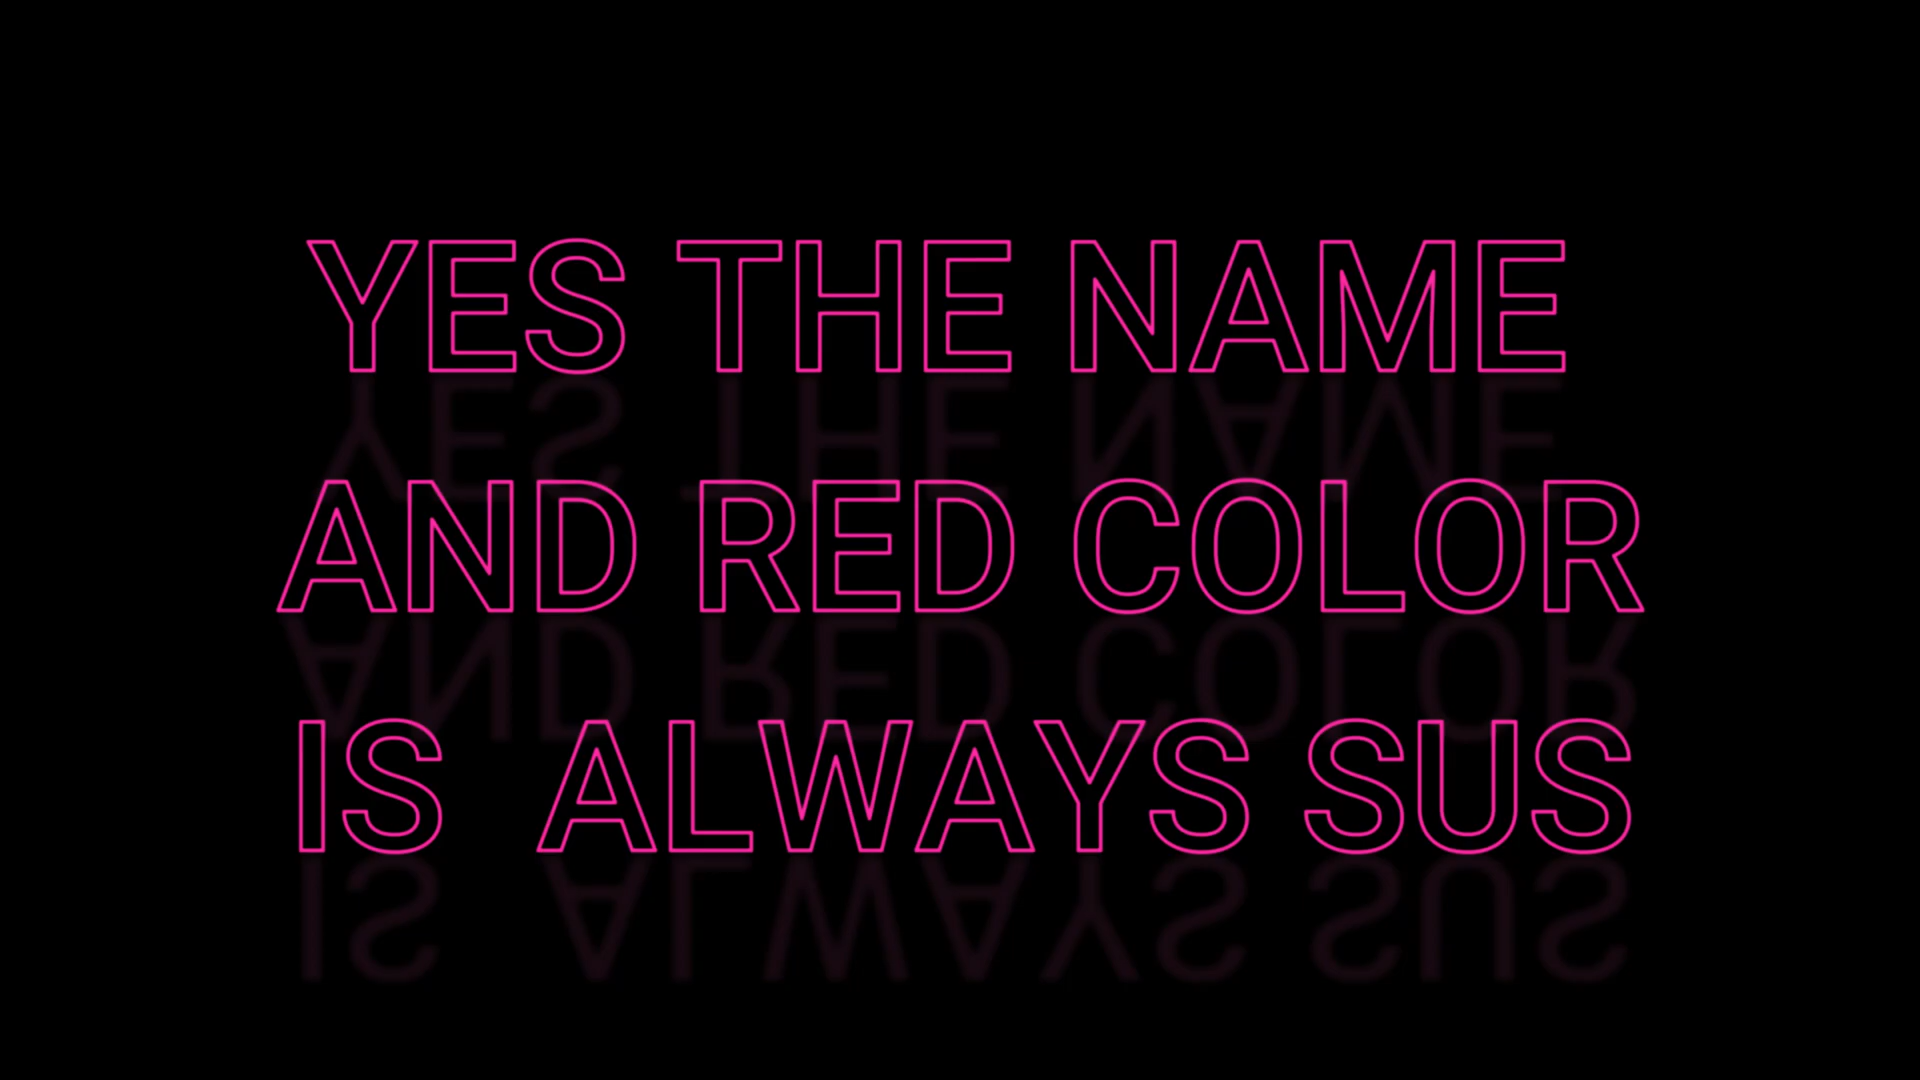 YES THE NAME
AND RED COLOR
IS  ALWAYS SUS